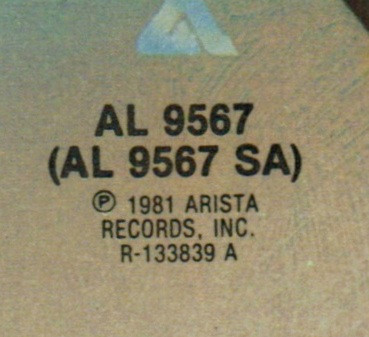 AL 9567
(AL 9567 SA)
℗ 1981 ARISTA
RECORDS, INC.
R-133839 A